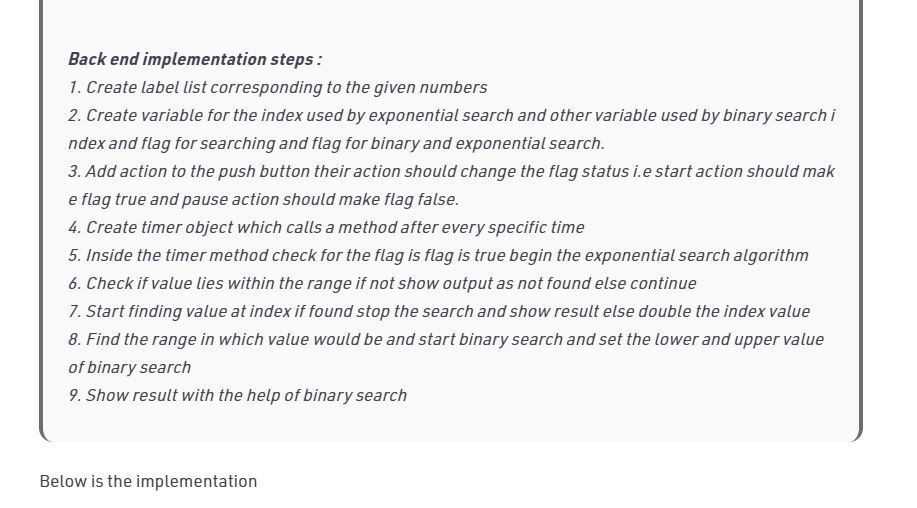 Back end implementation steps :
1. Create label list corresponding to the given numbers
2. Create variable for the index used by exponential search and other variable used by binary search i
ndex and flag for searching and flag for binary and exponential search.
3. Add action to the push button their action should change the flag status i.e start action should mak
e flag true and pause action should make flag false.
4. Create timer object which calls a method after every specific time
5. Inside the timer method check for the flag is flag is true begin the exponential search algorithm
6. Check if value lies within the range if not show output as not found else continue
7. Start finding value at index if found stop the search and show result else double the index value
8. Find the range in which value would be and start binary search and set the lower and upper value
of binary search
9. Show result with the help of binary search
Below is the implementation